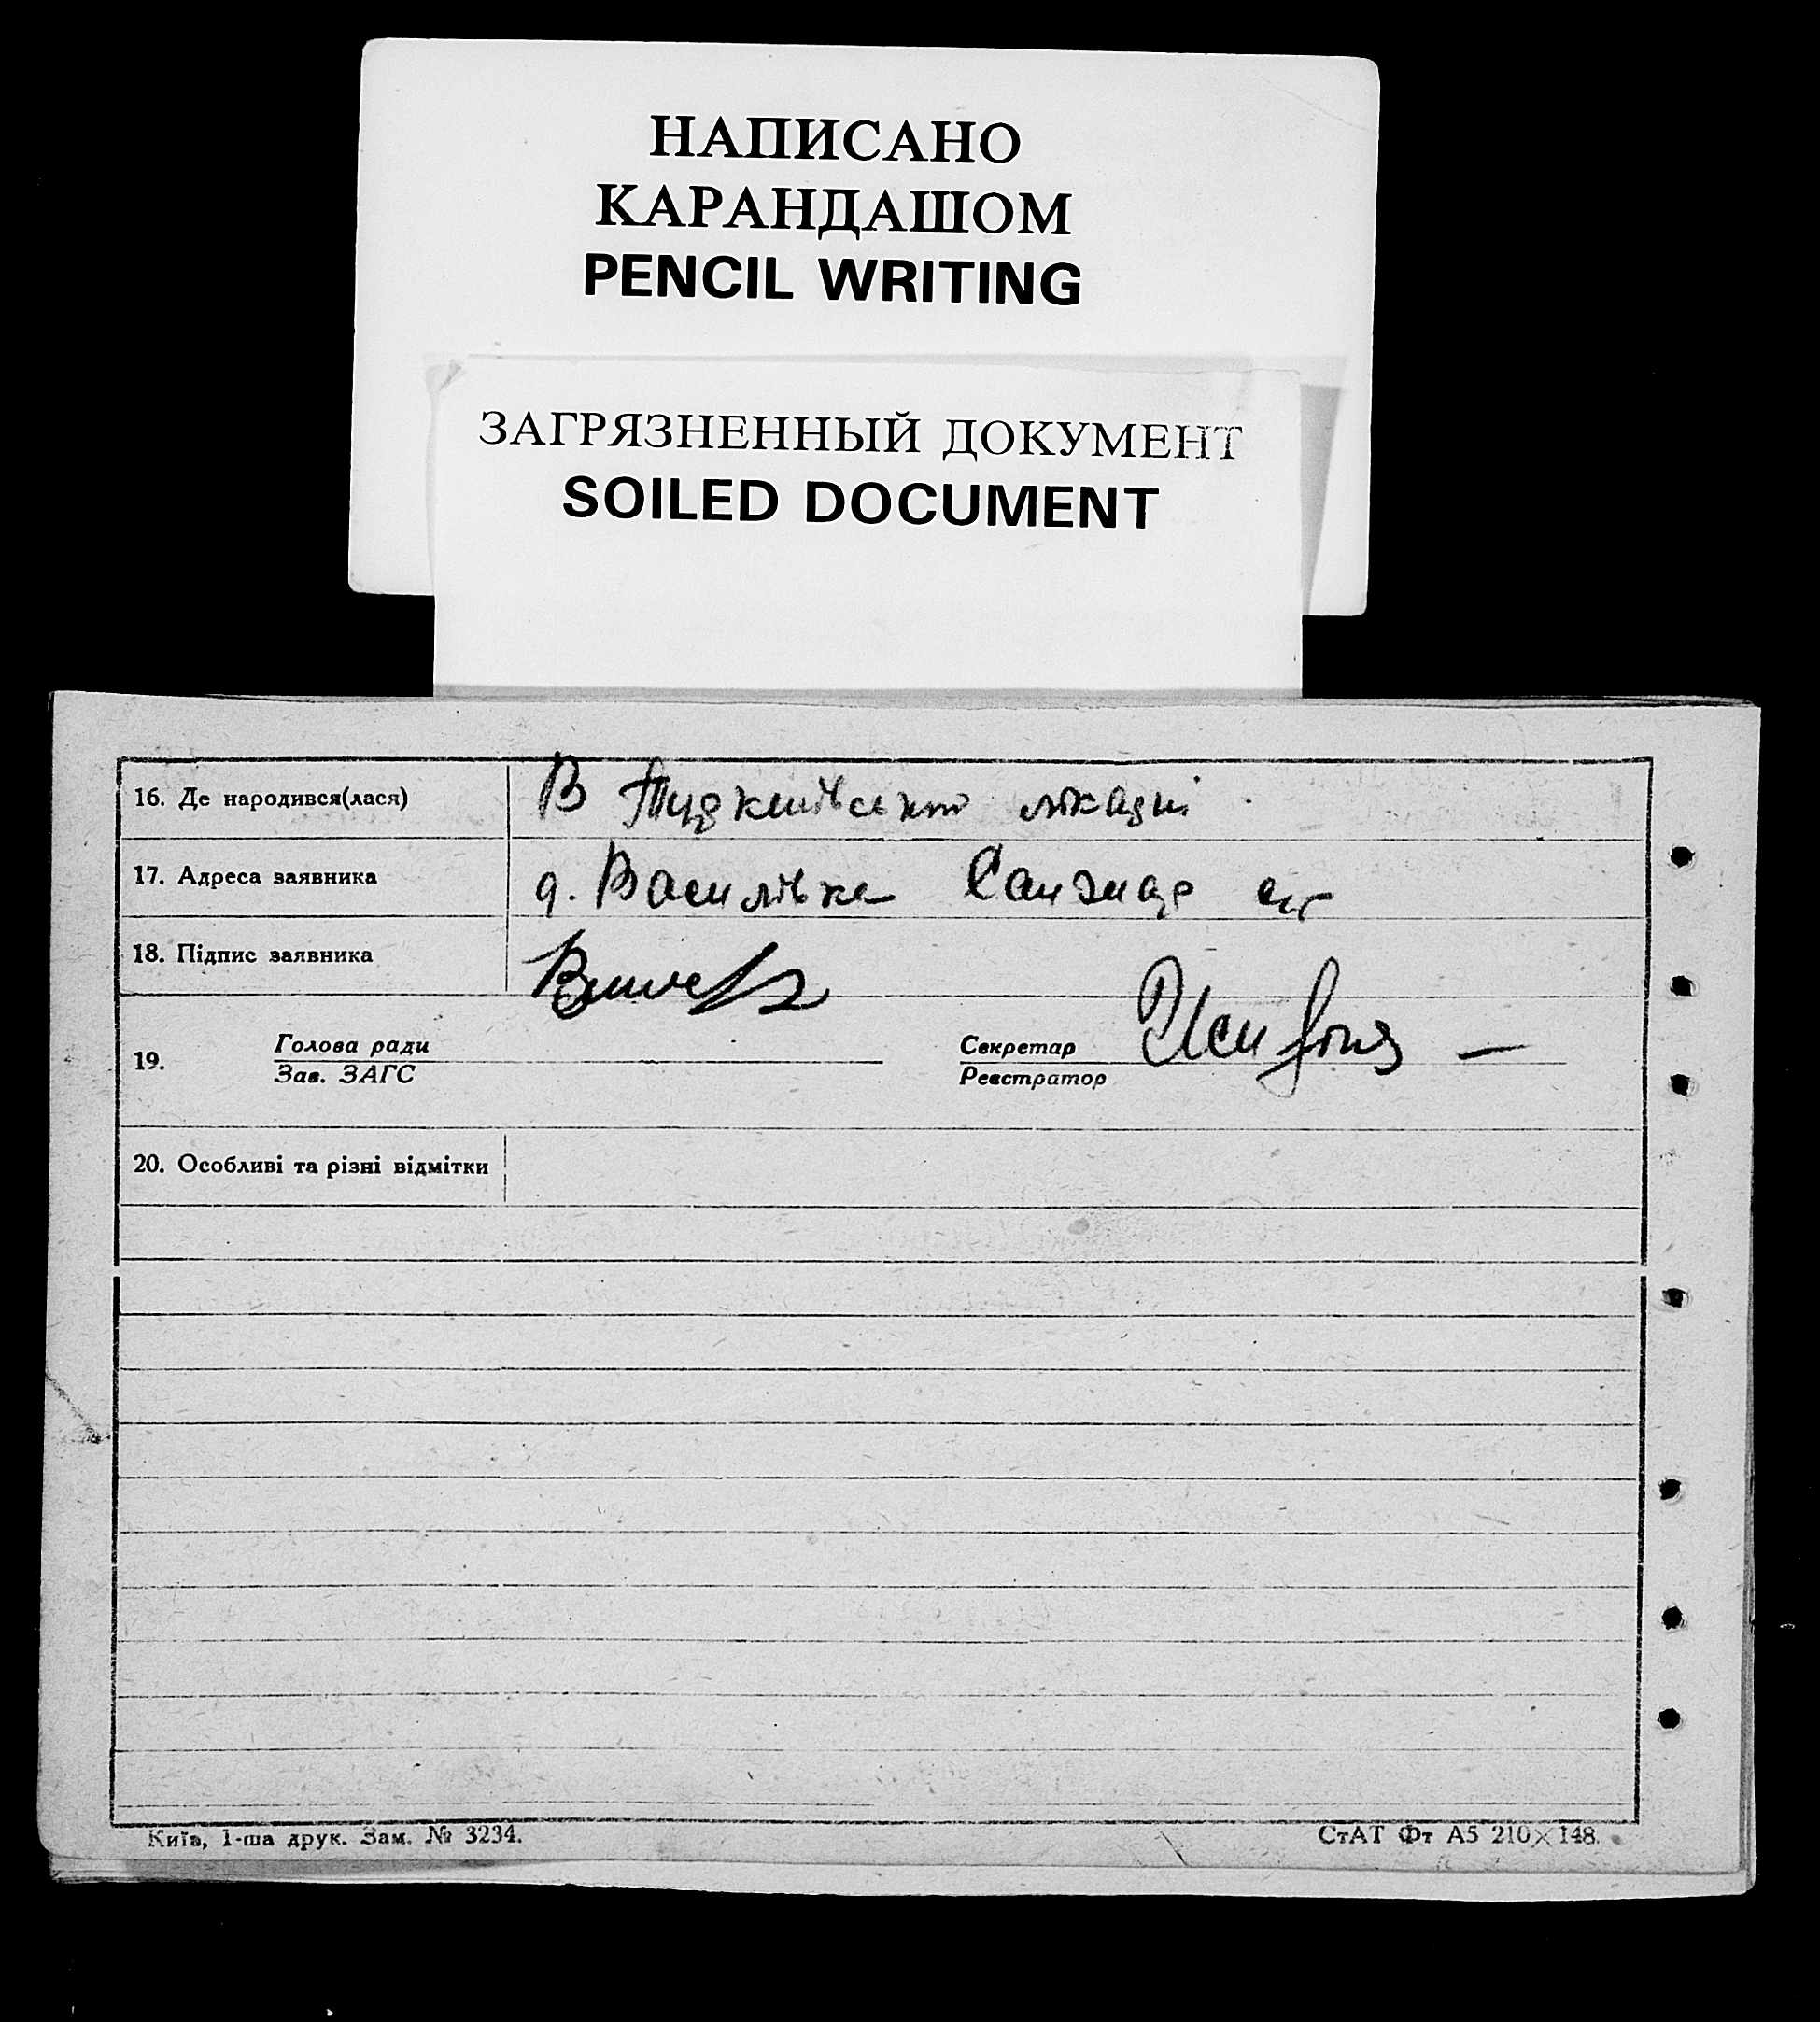 НАПИСАНО
КАРАНДАШОМ
PENCIL WRITING
ЗАГРЯЗНЕННЫЙ ДОКУМЕНТ
SOILED DOCUMENT
16. Де народився(лася) В лікарні
17. Адреса заявника д. Василівка
18. Підпис заявника
19. Голова ради
Зав. ЗАГС
Секретар
Реєстратор
20. Особливі та різні відмітки
Київ, 1-ша друк. Зам. № 3234.
СтАТ Фт А5 210×148.